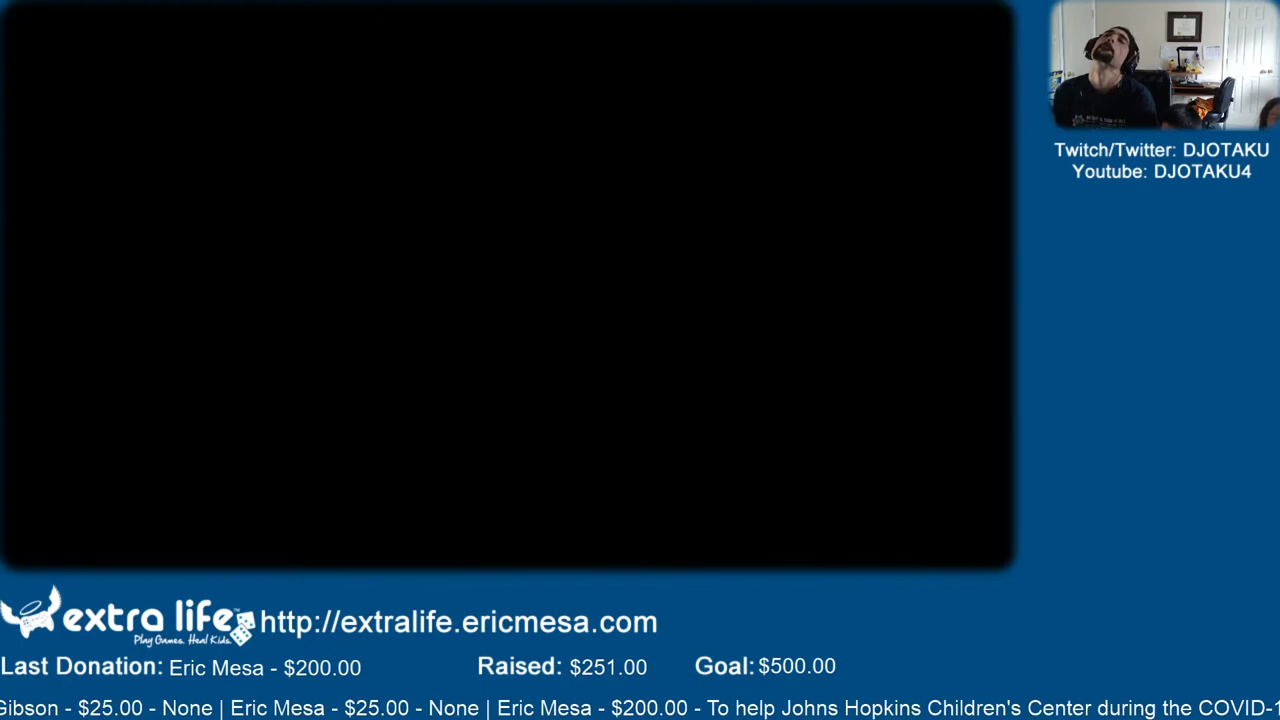 Twitch/Twitter: DJOTAKU
Youtube: DJOTAKU4
extra life
Play Games. Heal Kids.
http://extralife.ericmesa.com
Last Donation: Eric Mesa - $200.00 Raised: $251.00 Goal: $500.00
Gibson - $25.00 - None | Eric Mesa - $25.00 - None | Eric Mesa - $200.00 - To help Johns Hopkins Children's Center during the COVID-1